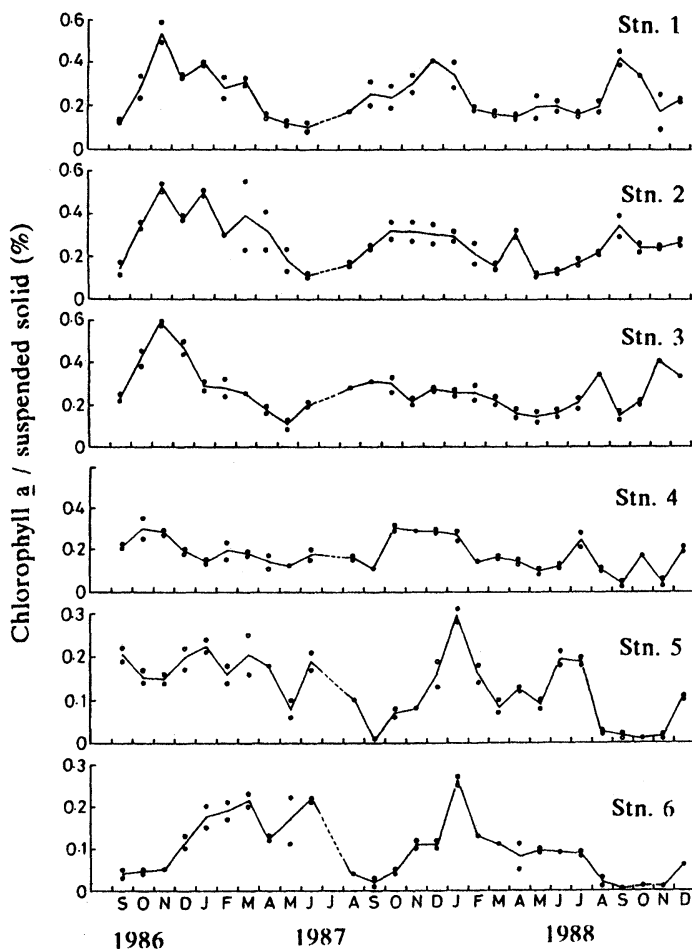 Chlorophyll a / suspended solid (%)
Stn. 1
0·6
0·4
0·2
0
Stn. 2
0·6
0·4
0·2
0
Stn. 3
0·6
0·4
0·2
0
Stn. 4
0·4
0·2
0
Stn. 5
0·3
0·2
0·1
0
Stn. 6
0·3
0·2
0·1
0
S O N D J F M A M J J A S O N D J F M A M J J A S O N D
1986 1987 1988